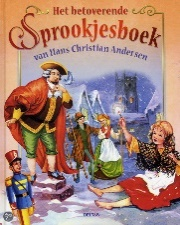 Het betoverende
Sprookjesboek
van Hans Christian Andersen